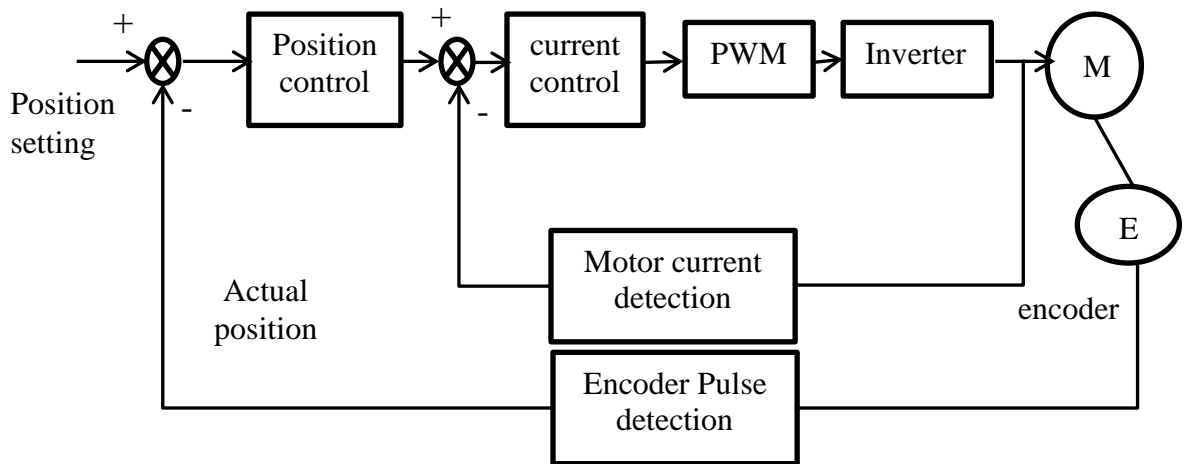 +
Position
control
+
current
control
PWM
Inverter
M
Position
setting
-
-
E
Motor current
detection
Actual
position
encoder
Encoder Pulse
detection